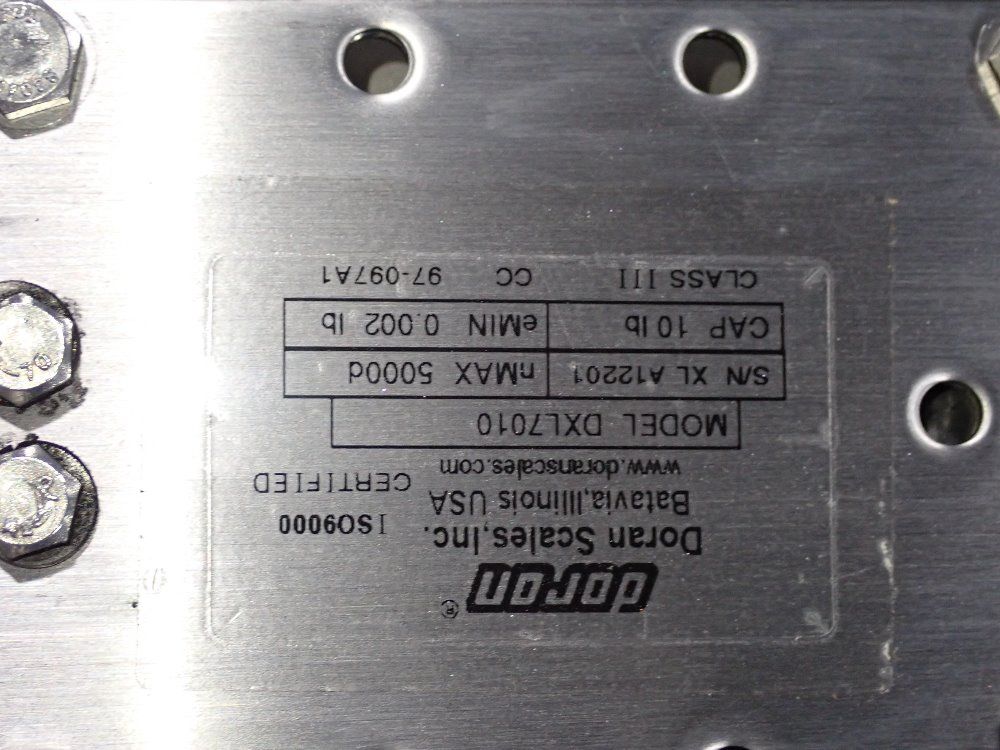 doran®
Doran Scales,Inc.
Batavia,Illinois USA
www.doranscales.com
ISO9000
CERTIFIED
MODEL DXL7010
S/N XL A12201 nMAX 5000d
CAP 10 lb eMIN 0.002 lb
CLASS III CC 97-097A1